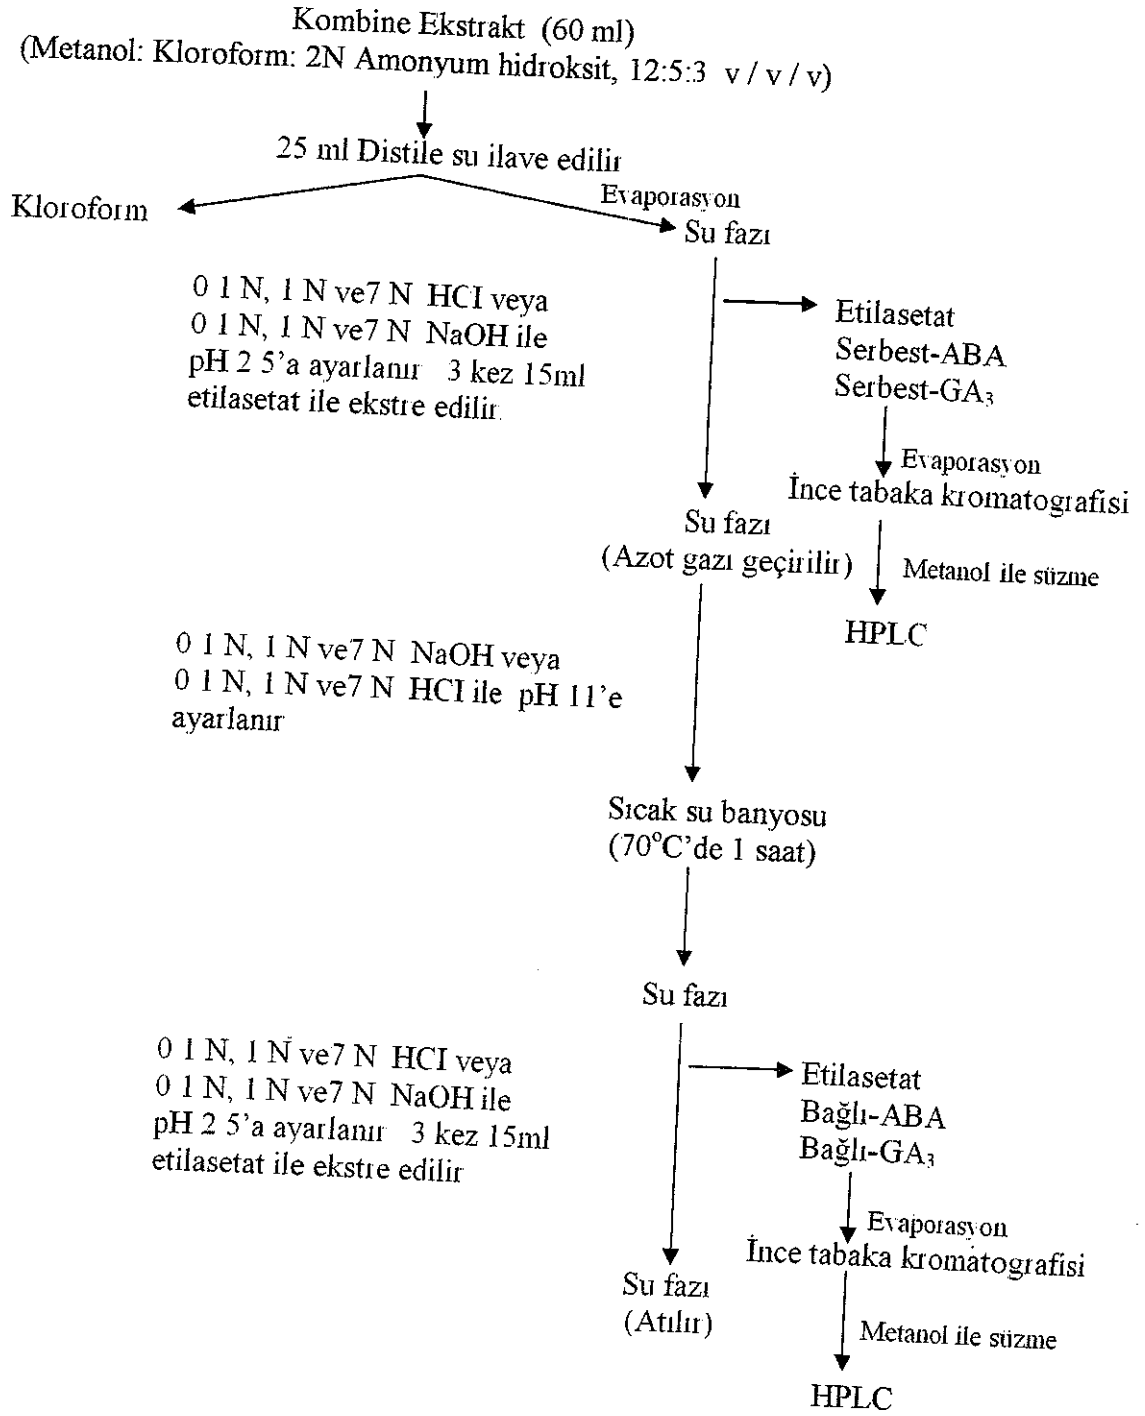 Kombine Ekstrakt (60 ml)
(Metanol: Kloroform: 2N Amonyum hidroksit, 12:5:3 v / v / v)
25 ml Distile su ilave edilir
Kloroform
Evaporasyon
Su fazı
0 1 N, 1 N ve7 N HCI veya
0 1 N, 1 N ve7 N NaOH ile
pH 2 5'a ayarlanır 3 kez 15ml
etilasetat ile ekstre edilir.
Etilasetat
Serbest-ABA
Serbest-GA₃
Evaporasyon
İnce tabaka kromatografisi
Su fazı
(Azot gazı geçirilir)
Metanol ile süzme
HPLC
0 1 N, 1 N ve7 N NaOH veya
0 1 N, 1 N ve7 N HCI ile pH 11'e
ayarlanır
Sıcak su banyosu
(70°C'de 1 saat)
Su fazı
0 1 N, 1 N ve7 N HCI veya
0 1 N, 1 N ve7 N NaOH ile
pH 2 5'a ayarlanır 3 kez 15ml
etilasetat ile ekstre edilir
Etilasetat
Bağlı-ABA
Bağlı-GA₃
Evaporasyon
İnce tabaka kromatografisi
Su fazı
(Atılır)
Metanol ile süzme
HPLC